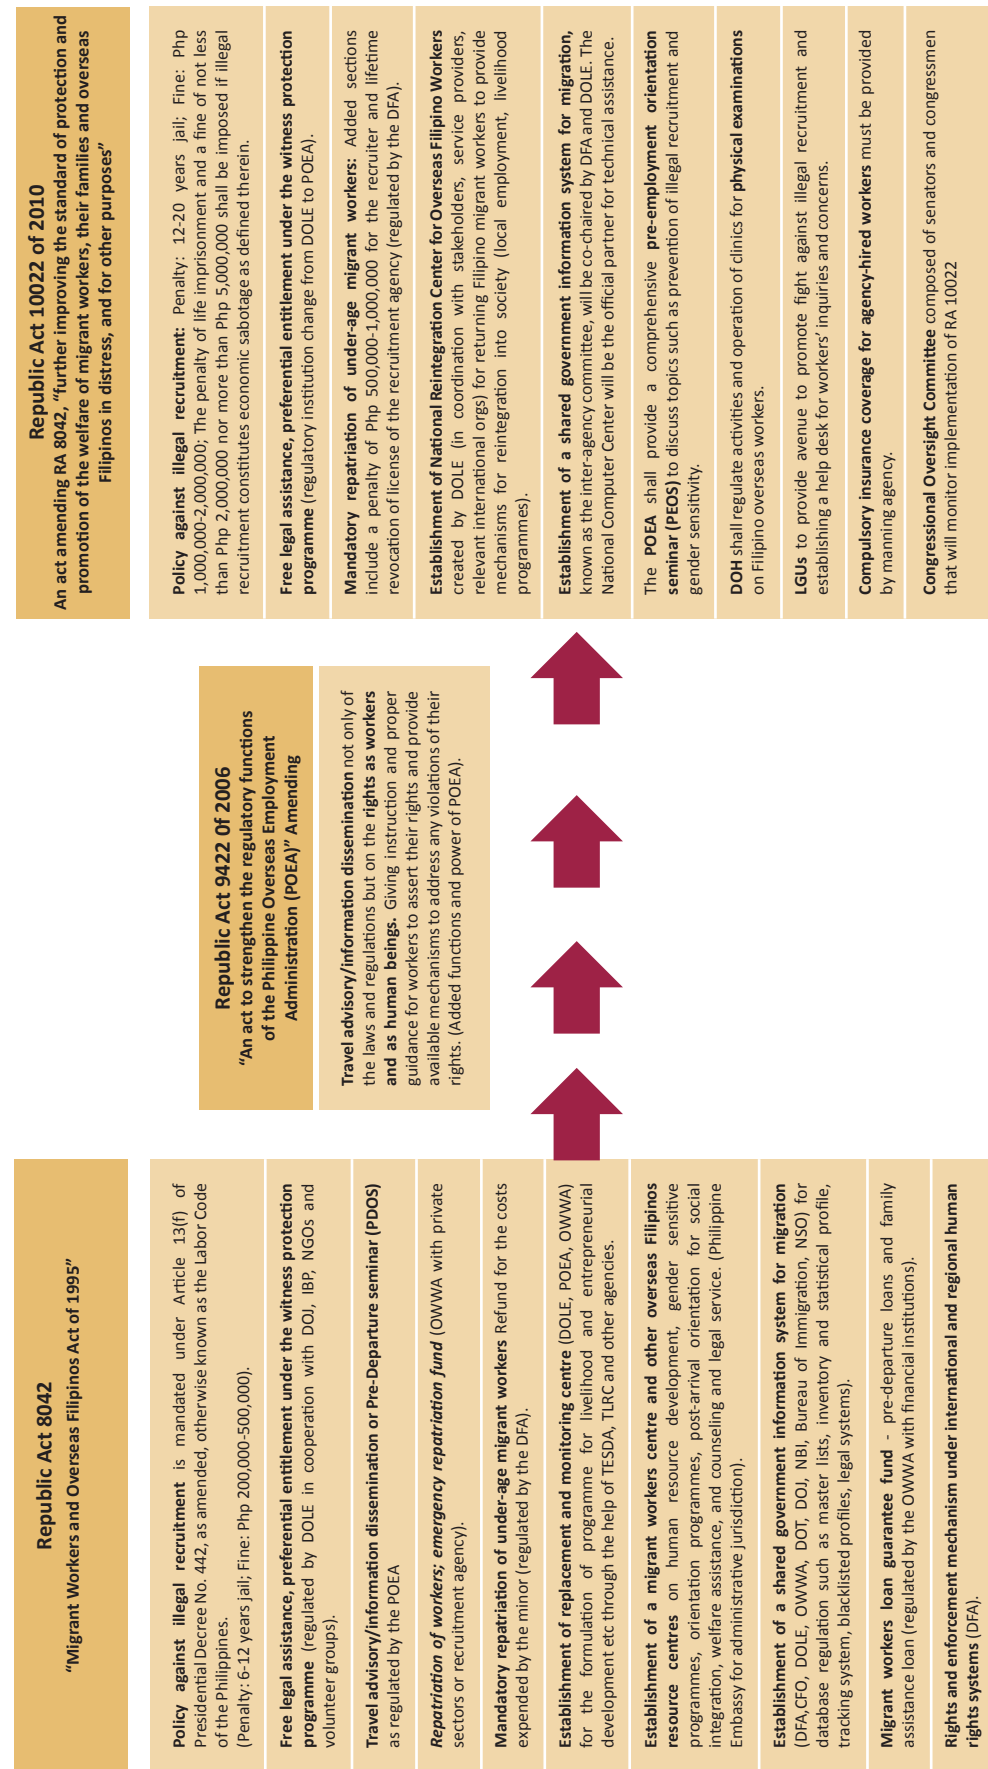 Republic Act 8042
“Migrant Workers and Overseas Filipinos Act of 1995”
Policy against illegal recruitment is mandated under Article 13(f) of
Presidential Decree No. 442, as amended, otherwise known as the Labor Code
of the Philippines.
(Penalty: 6-12 years jail; Fine: Php 200,000-500,000).
Free legal assistance, preferential entitlement under the witness protection
programme (regulated by DOLE in cooperation with DOJ, IBP, NGOs and
volunteer groups).
Travel advisory/information dissemination or Pre-Departure seminar (PDOS)
as regulated by the POEA
Repatriation of workers; emergency repatriation fund (OWWA with private
sectors or recruitment agency).
Mandatory repatriation of under-age migrant workers Refund for the costs
expended by the minor (regulated by the DFA).
Establishment of replacement and monitoring centre (DOLE, POEA, OWWA)
for the formulation of programme for livelihood and entrepreneurial
development etc through the help of TESDA, TLRC and other agencies.
Establishment of a migrant workers centre and other overseas Filipinos
resource centres on human resource development, gender sensitive
programmes, orientation programmes, post-arrival orientation for social
integration, welfare assistance, and counseling and legal service. (Philippine
Embassy for administrative jurisdiction).
Establishment of a shared government information system for migration
(DFA,CFO, DOLE, OWWA, DOT, DOJ, NBI, Bureau of Immigration, NSO) for
database regulation such as master lists, inventory and statistical profile,
tracking system, blacklisted profiles, legal systems).
Migrant workers loan guarantee fund - pre-departure loans and family
assistance loan (regulated by the OWWA with financial institutions).
Rights and enforcement mechanism under international and regional human
rights systems (DFA).
Republic Act 9422 0f 2006
“An act to strengthen the regulatory functions
of the Philippine Overseas Employment
Administration (POEA)” Amending
Travel advisory/information dissemination not only of
the laws and regulations but on the rights as workers
and as human beings. Giving instruction and proper
guidance for workers to assert their rights and provide
available mechanisms to address any violations of their
rights. (Added functions and power of POEA).
Republic Act 10022 of 2010
An act amending RA 8042, “further improving the standard of protection and
promotion of the welfare of migrant workers, their families and overseas
Filipinos in distress, and for other purposes”
Policy against illegal recruitment: Penalty: 12-20 years jail; Fine: Php
1,000,000-2,000,000; The penalty of life imprisonment and a fine of not less
than Php 2,000,000 nor more than Php 5,000,000 shall be imposed if illegal
recruitment constitutes economic sabotage as defined therein.
Free legal assistance, preferential entitlement under the witness protection
programme (regulatory institution change from DOLE to POEA).
Mandatory repatriation of under-age migrant workers: Added sections
include a penalty of Php 500,000-1,000,000 for the recruiter and lifetime
revocation of license of the recruitment agency (regulated by the DFA).
Establishment of National Reintegration Center for Overseas Filipino Workers
created by DOLE (in coordination with stakeholders, service providers,
relevant international orgs) for returning Filipino migrant workers to provide
mechanisms for reintegration into society (local employment, livelihood
programmes).
Establishment of a shared government information system for migration,
known as the inter-agency committee, will be co-chaired by DFA and DOLE. The
National Computer Center will be the official partner for technical assistance.
The POEA shall provide a comprehensive pre-employment orientation
seminar (PEOS) to discuss topics such as prevention of illegal recruitment and
gender sensitivity.
DOH shall regulate activities and operation of clinics for physical examinations
on Filipino overseas workers.
LGUs to provide avenue to promote fight against illegal recruitment and
establishing a help desk for workers’ inquiries and concerns.
Compulsory insurance coverage for agency-hired workers must be provided
by manning agency.
Congressional Oversight Committee composed of senators and congressmen
that will monitor implementation of RA 10022